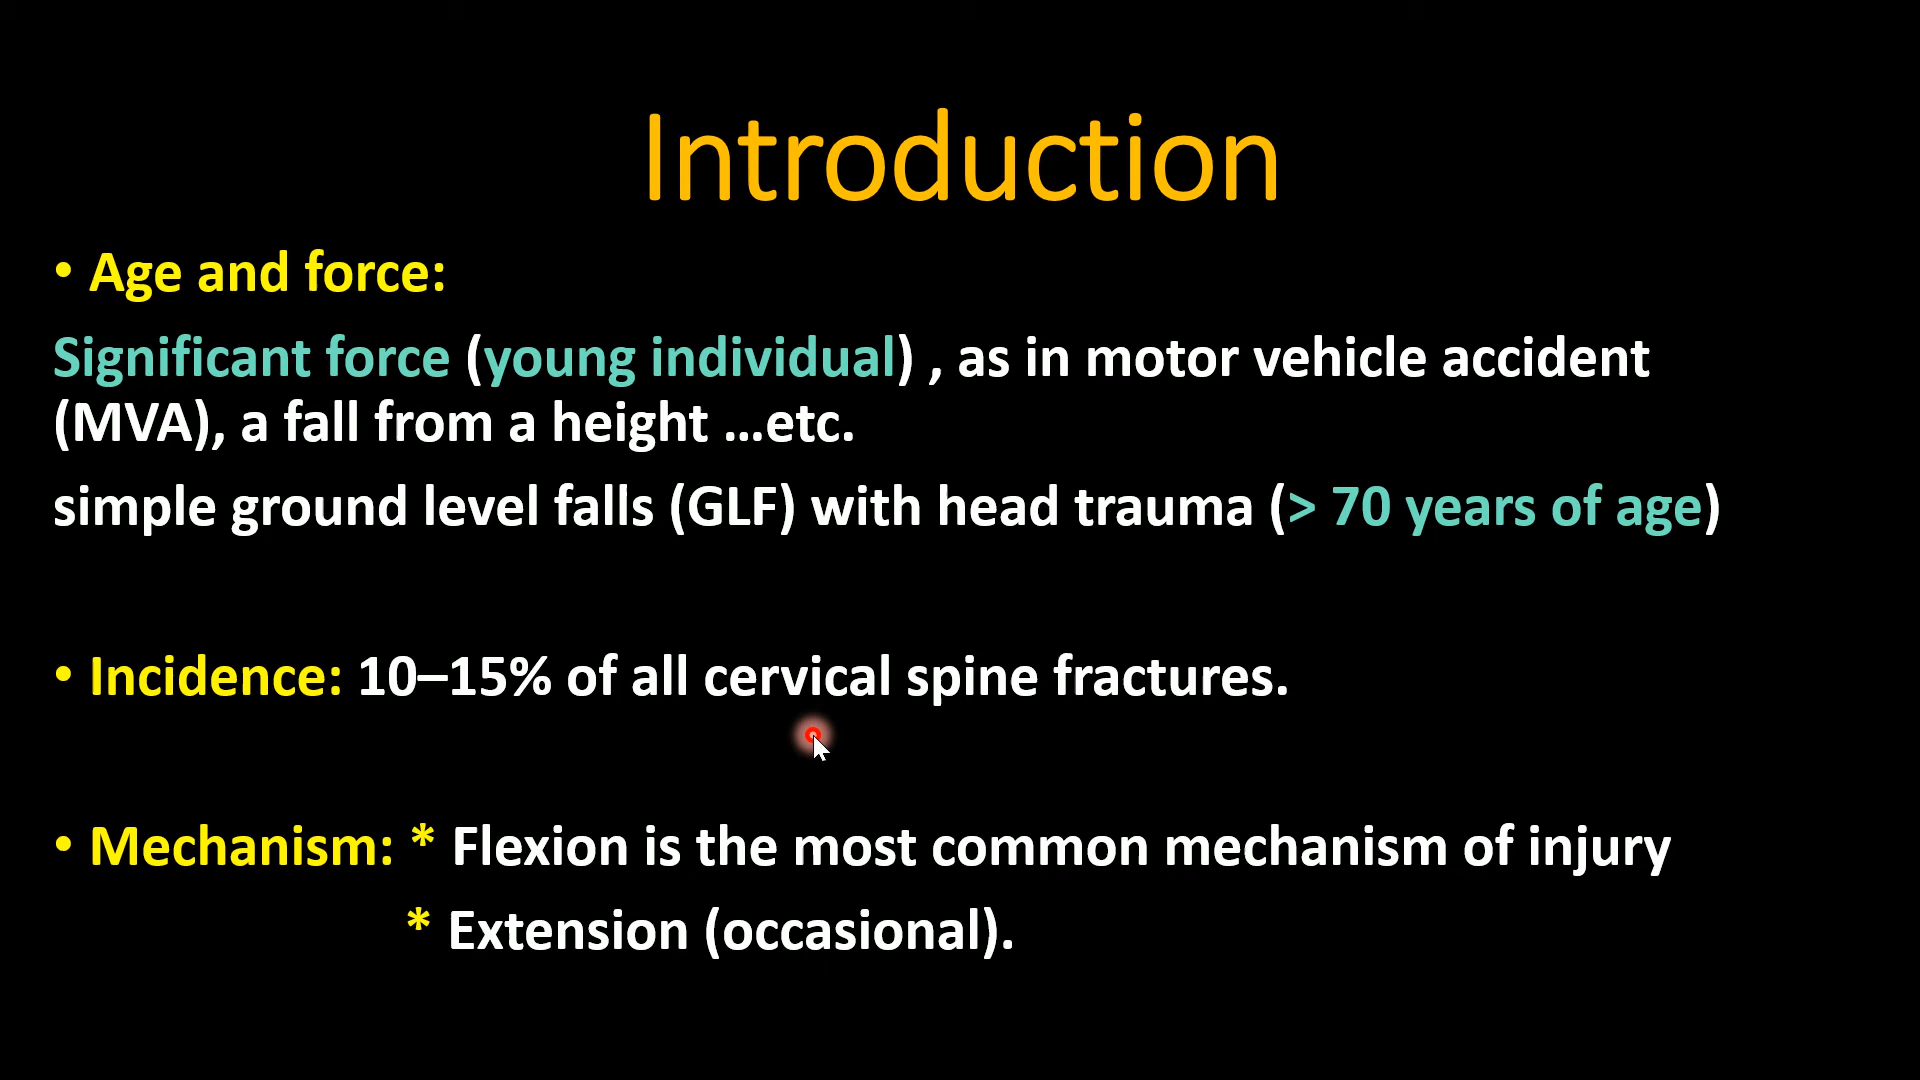 Introduction
• Age and force:
Significant force (young individual) , as in motor vehicle accident
(MVA), a fall from a height ...etc.
simple ground level falls (GLF) with head trauma (> 70 years of age)
• Incidence: 10–15% of all cervical spine fractures.
• Mechanism: * Flexion is the most common mechanism of injury
* Extension (occasional).